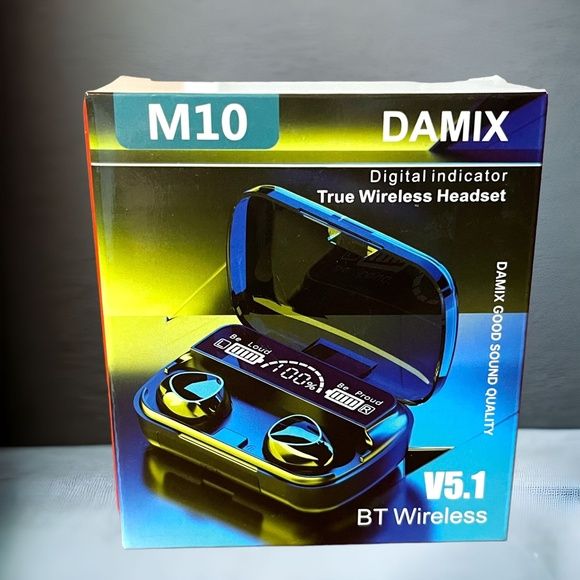 M10
DAMIX
Digital indicator
True Wireless Headset
DAMIX GOOD SOUND QUALITY
Be Loud
L
100%
Be Proud
R
V5.1
BT Wireless